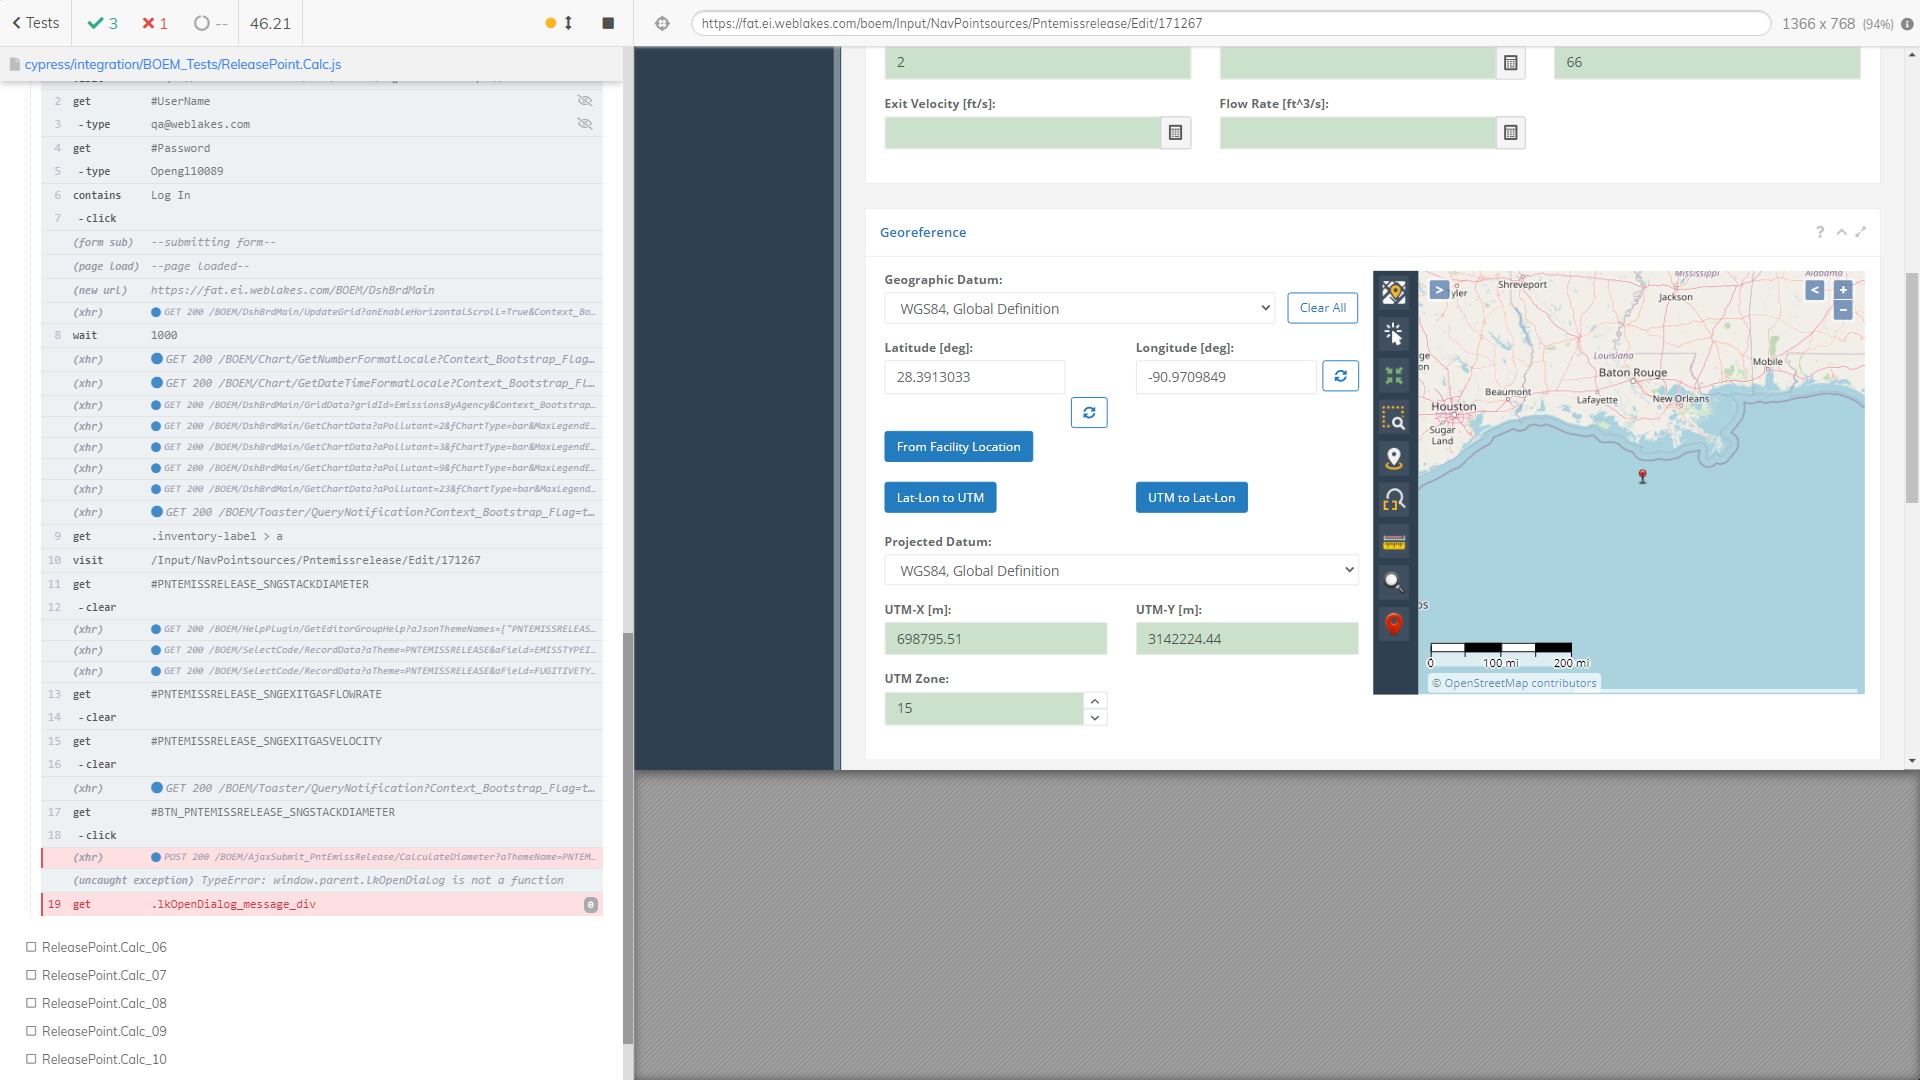 Tests
3
1
--
46.21
https://fat.ei.weblakes.com/boem/Input/NavPointsources/Pntemissrelease/Edit/171267
1366 x 768 (94%)
cypress/integration/BOEM_Tests/ReleasePoint.Calc.js
2 get #UserName
3 -type qa@weblakes.com
4 get #Password
5 -type Opengl10089
6 contains Log In
7 -click
(form sub) --submitting form--
(page load) --page loaded--
(new url) https://fat.ei.weblakes.com/BOEM/DshBrdMain
(xhr) GET 200 /BOEM/DshBrdMain/UpdateGrid?anEnableHorizontalScroll=True&Context_Bo...
8 wait 1000
(xhr) GET 200 /BOEM/Chart/GetNumberFormatLocale?Context_Bootstrap_Flag...
(xhr) GET 200 /BOEM/Chart/GetDateTimeFormatLocale?Context_Bootstrap_Fl...
(xhr) GET 200 /BOEM/DshBrdMain/GridData?gridId=EmissionsByAgency&Context_Bootstrap...
(xhr) GET 200 /BOEM/DshBrdMain/GetChartData?aPollutant=2&fChartType=bar&MaxLegendE...
(xhr) GET 200 /BOEM/DshBrdMain/GetChartData?aPollutant=3&fChartType=bar&MaxLegendE...
(xhr) GET 200 /BOEM/DshBrdMain/GetChartData?aPollutant=9&fChartType=bar&MaxLegendE...
(xhr) GET 200 /BOEM/DshBrdMain/GetChartData?aPollutant=23&fChartType=bar&MaxLegend...
(xhr) GET 200 /BOEM/Toaster/QueryNotification?Context_Bootstrap_Flag=t...
9 get .inventory-label > a
10 visit /Input/NavPointsources/Pntemissrelease/Edit/171267
11 get #PNTEMISSRELEASE_SNGSTACKDIAMETER
12 -clear
(xhr) GET 200 /BOEM/HelpPlugin/GetEditorGroupHelp?aJsonThemeNames=["PNTEMISSRELEAS...
(xhr) GET 200 /BOEM/SelectCode/RecordData?aTheme=PNTEMISSRELEASE&aField=EMISSTYPEI...
(xhr) GET 200 /BOEM/SelectCode/RecordData?aTheme=PNTEMISSRELEASE&aField=FUGITIVETY...
13 get #PNTEMISSRELEASE_SNGEXITGASFLOWRATE
14 -clear
15 get #PNTEMISSRELEASE_SNGEXITGASVELOCITY
16 -clear
(xhr) GET 200 /BOEM/Toaster/QueryNotification?Context_Bootstrap_Flag=t...
17 get #BTN_PNTEMISSRELEASE_SNGSTACKDIAMETER
18 -click
(xhr) POST 200 /BOEM/AjaxSubmit_PntEmissRelease/CalculateDiameter?aThemeName=PNTEM...
(uncaught exception) TypeError: window.parent.lkOpenDialog is not a function
19 get .lkOpenDialog_message_div 0
ReleasePoint.Calc_06
ReleasePoint.Calc_07
ReleasePoint.Calc_08
ReleasePoint.Calc_09
ReleasePoint.Calc_10
2
66
Exit Velocity [ft/s]:
Flow Rate [ft^3/s]:
Georeference
Geographic Datum:
WGS84, Global Definition
Clear All
Latitude [deg]:
Longitude [deg]:
28.3913033
-90.9709849
From Facility Location
Lat-Lon to UTM
UTM to Lat-Lon
Projected Datum:
WGS84, Global Definition
UTM-X [m]:
UTM-Y [m]:
698795.51
3142224.44
UTM Zone:
15
Mississippi
Alabama
Shreveport
yler
Jackson
Louisiana
Mobile
Baton Rouge
Beaumont
Lafayette
New Orleans
Houston
Sugar
Land
0
100 mi
200 mi
© OpenStreetMap contributors